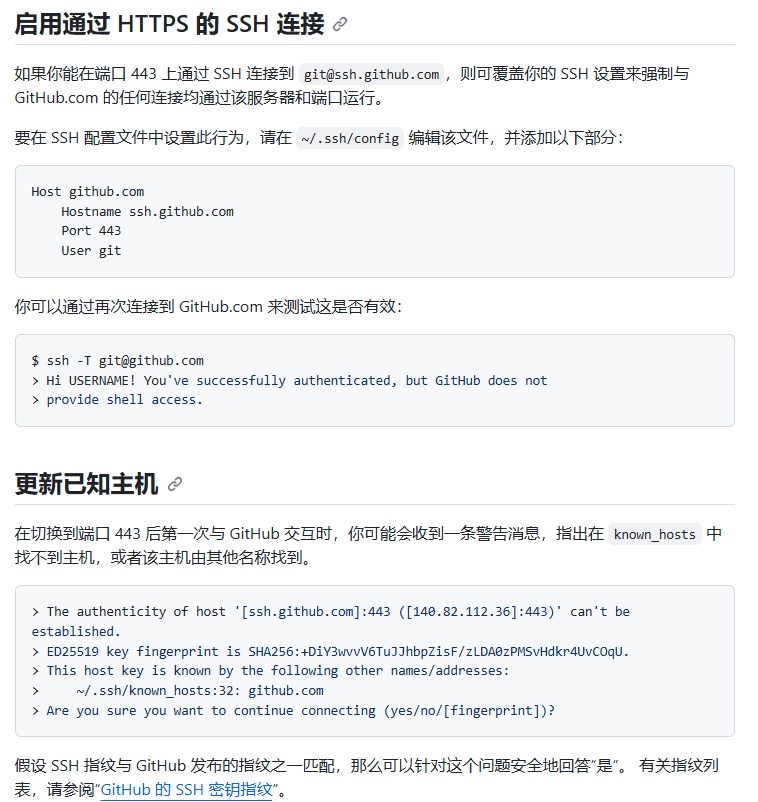 启用通过 HTTPS 的 SSH 连接
如果你能在端口 443 上通过 SSH 连接到 git@ssh.github.com，则可覆盖你的 SSH 设置来强制与
GitHub.com 的任何连接均通过该服务器和端口运行。
要在 SSH 配置文件中设置此行为，请在 ~/.ssh/config 编辑该文件，并添加以下部分：
Host github.com
    Hostname ssh.github.com
    Port 443
    User git
你可以通过再次连接到 GitHub.com 来测试这是否有效：
$ ssh -T git@github.com
> Hi USERNAME! You've successfully authenticated, but GitHub does not
> provide shell access.
更新已知主机
在切换到端口 443 后第一次与 GitHub 交互时，你可能会收到一条警告消息，指出在 known_hosts 中
找不到主机，或者该主机由其他名称找到。
> The authenticity of host '[ssh.github.com]:443 ([140.82.112.36]:443)' can't be
established.
> ED25519 key fingerprint is SHA256:+DiY3wvvV6TuJJhbpZisF/zLDA0zPMSvHdkr4UvCOqU.
> This host key is known by the following other names/addresses:
>     ~/.ssh/known_hosts:32: github.com
> Are you sure you want to continue connecting (yes/no/[fingerprint])?
假设 SSH 指纹与 GitHub 发布的指纹之一匹配，那么可以针对这个问题安全地回答“是”。 有关指纹列
表，请参阅“GitHub 的 SSH 密钥指纹”。